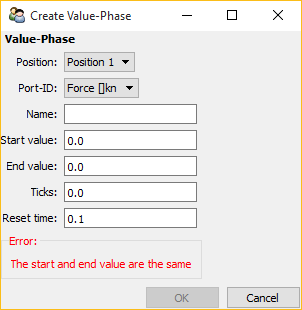 Create Value-Phase
Value-Phase
Position: Position 1
Port-ID: Force []kn
Name:
Start value: 0.0
End value: 0.0
Ticks: 0.0
Reset time: 0.1
Error:
The start and end value are the same
OK Cancel